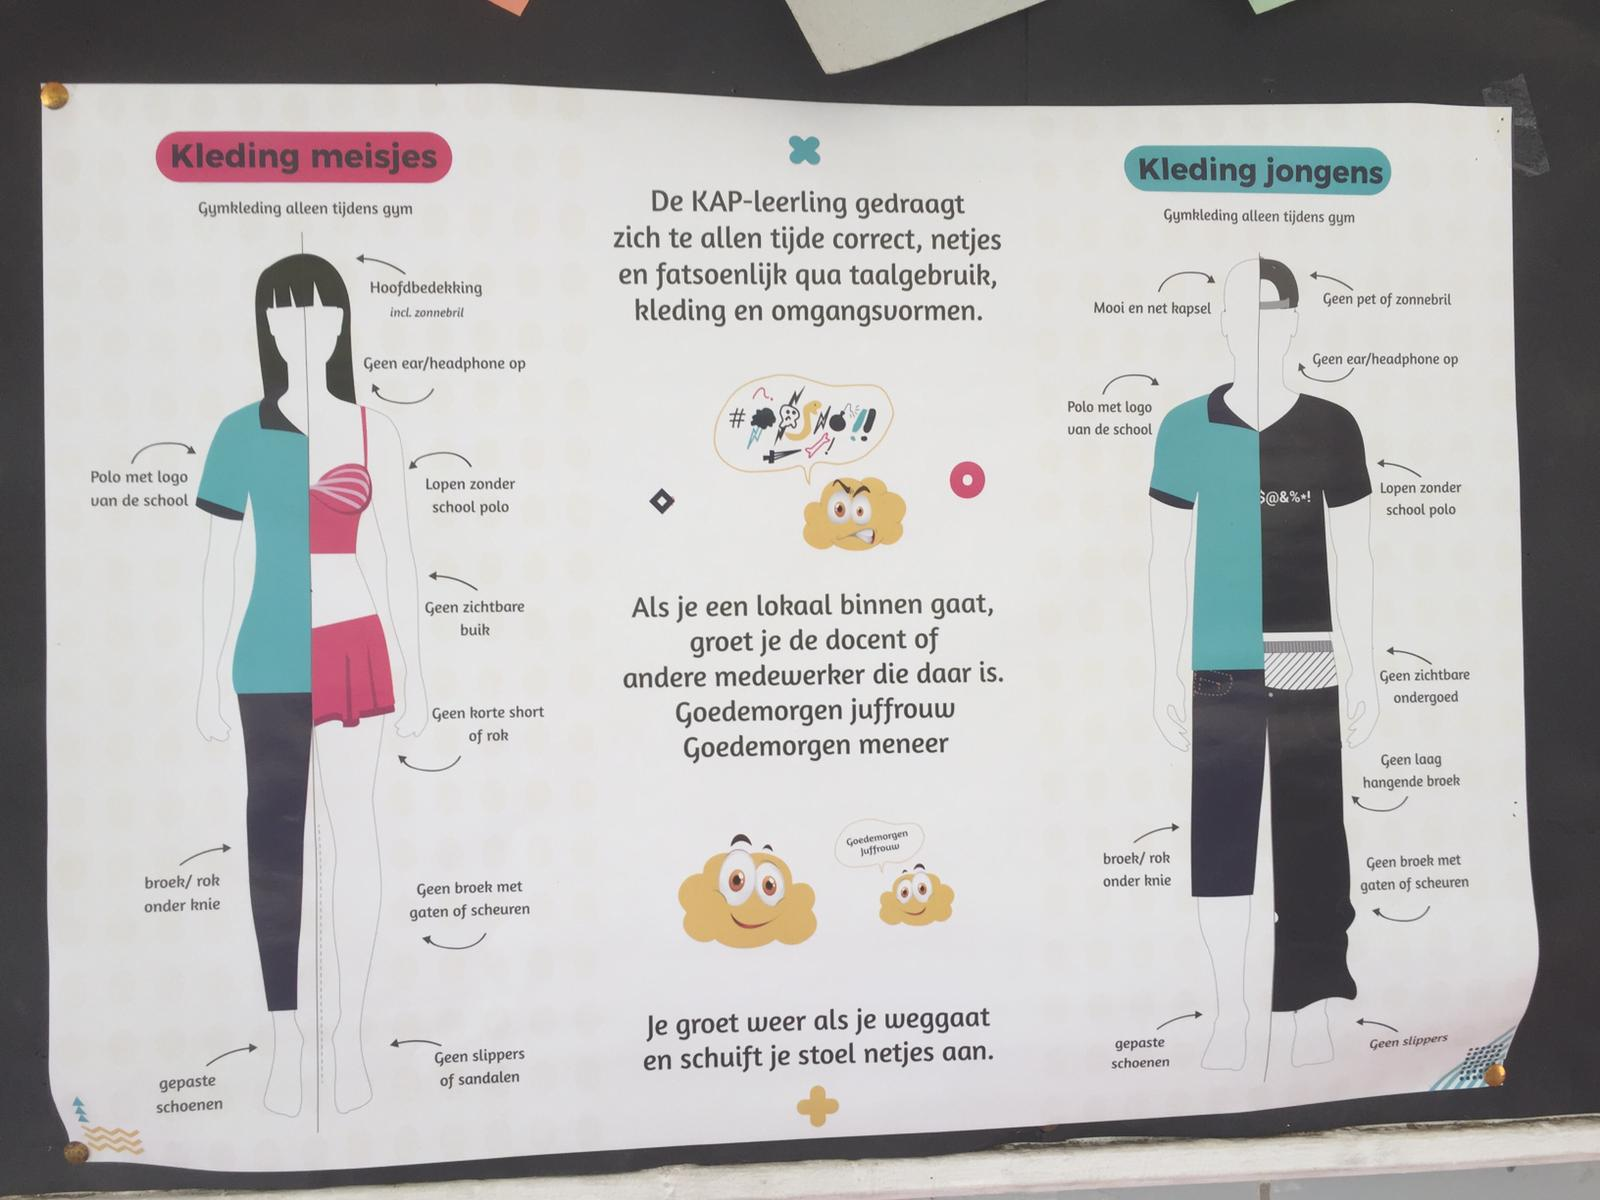 Kleding meisjes
Gymkleding alleen tijdens gym
Hoofdbedekking
incl. zonnebril
Geen ear/headphone op
Polo met logo
van de school
Lopen zonder
school polo
Geen zichtbare
buik
Geen korte short
of rok
broek/ rok
onder knie
Geen broek met
gaten of scheuren
gepaste
schoenen
Geen slippers
of sandalen
De KAP-leerling gedraagt
zich te allen tijde correct, netjes
en fatsoenlijk qua taalgebruik,
kleding en omgangsvormen.
#
!!
Als je een lokaal binnen gaat,
groet je de docent of
andere medewerker die daar is.
Goedemorgen juffrouw
Goedemorgen meneer
Goedemorgen
Juffrouw
Je groet weer als je weggaat
en schuift je stoel netjes aan.
Kleding jongens
Gymkleding alleen tijdens gym
Mooi en net kapsel
Geen pet of zonnebril
Geen ear/headphone op
Polo met logo
van de school
Lopen zonder
school polo
$@&%*!
Geen zichtbare
ondergoed
Geen laag
hangende broek
broek/ rok
onder knie
Geen broek met
gaten of scheuren
gepaste
schoenen
Geen slippers